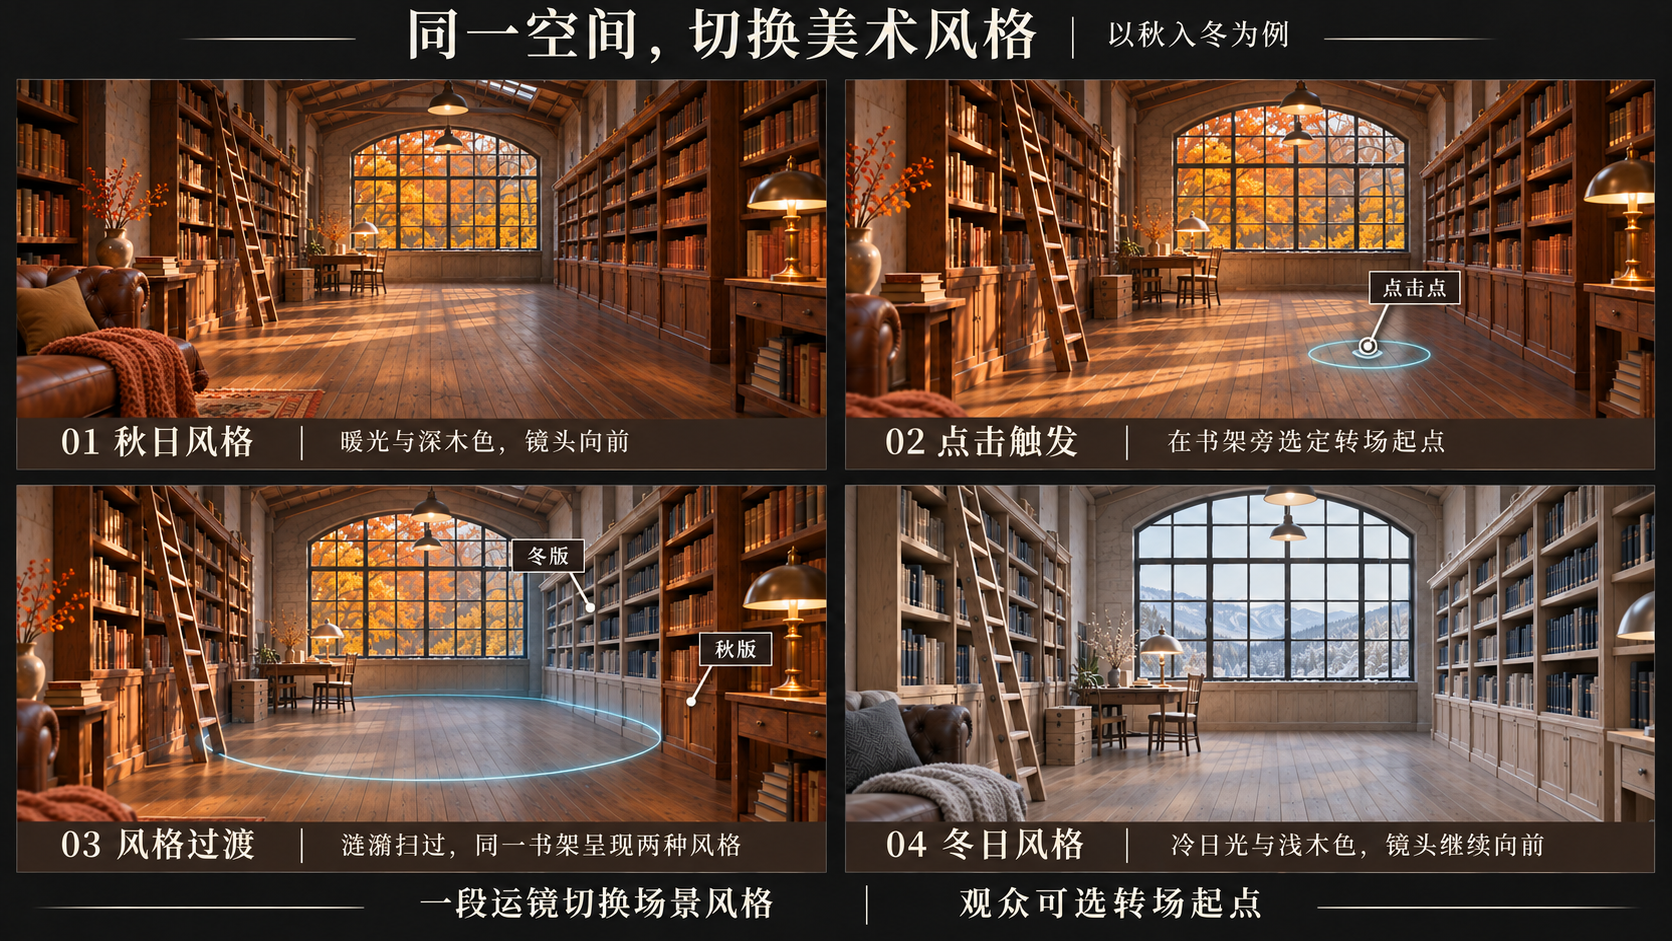 同一空间，切换美术风格
以秋入冬为例
点击点
01 秋日风格
暖光与深木色，镜头向前
02 点击触发
在书架旁选定转场起点
冬版
秋版
03 风格过渡
涟漪扫过，同一书架呈现两种风格
04 冬日风格
冷日光与浅木色，镜头继续向前
一段运镜切换场景风格
观众可选转场起点